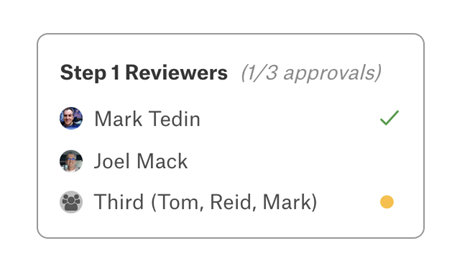 Step 1 Reviewers (1/3 approvals)
Mark Tedin
Joel Mack
Third (Tom, Reid, Mark)